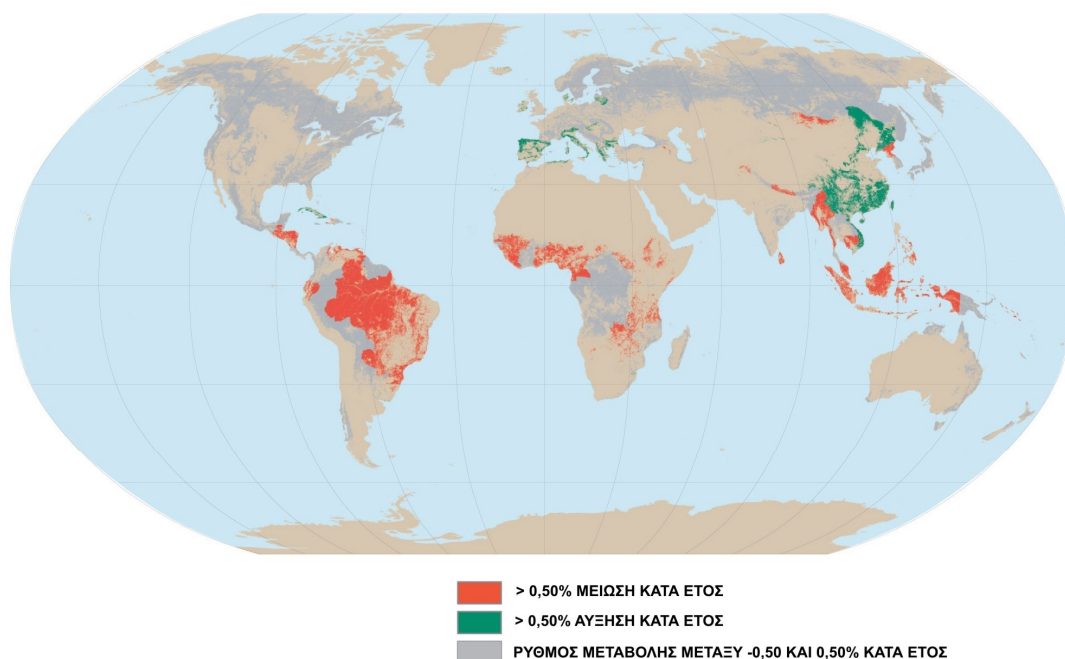 > 0,50% ΜΕΙΩΣΗ ΚΑΤΑ ΕΤΟΣ
> 0,50% ΑΥΞΗΣΗ ΚΑΤΑ ΕΤΟΣ
ΡΥΘΜΟΣ ΜΕΤΑΒΟΛΗΣ ΜΕΤΑΞΥ -0,50 ΚΑΙ 0,50% ΚΑΤΑ ΕΤΟΣ